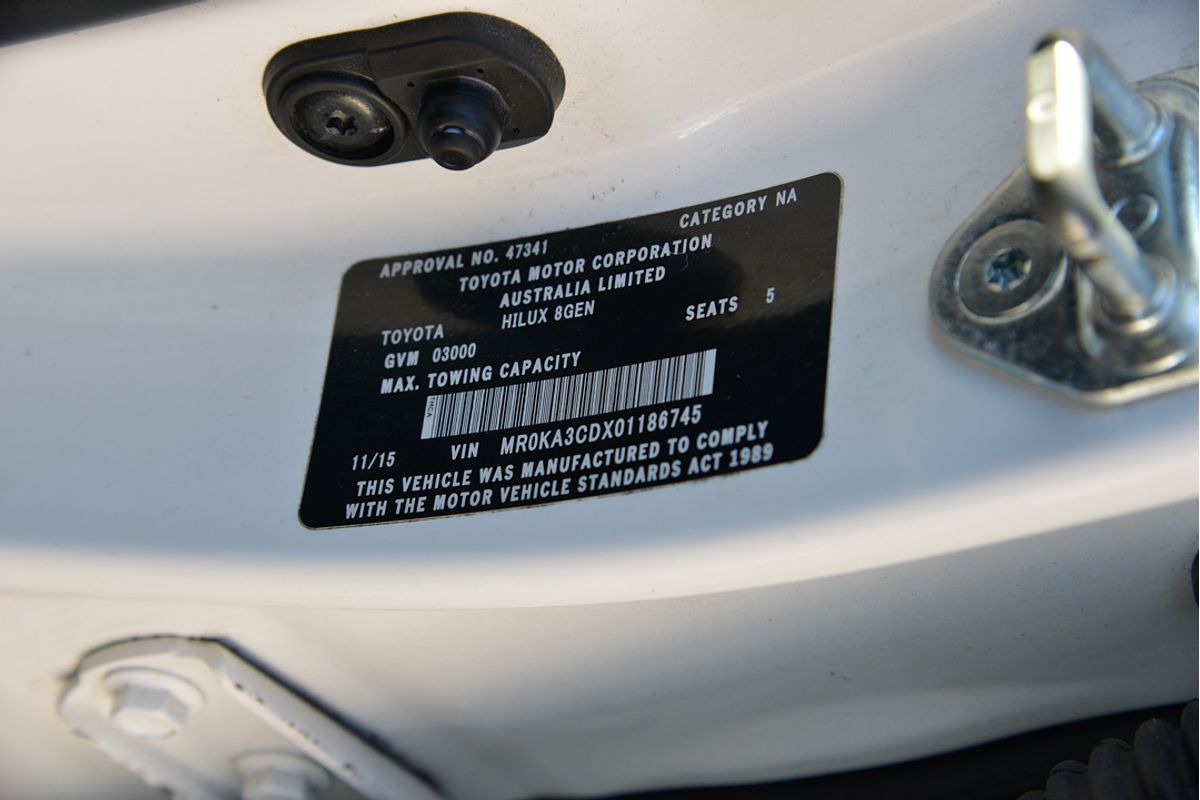 APPROVAL NO. 47341 CATEGORY NA
TOYOTA MOTOR CORPORATION
AUSTRALIA LIMITED
TOYOTA HILUX 8GEN SEATS 5
GVM 03000
MAX. TOWING CAPACITY
TMCA
11/15 VIN MR0KA3CDX01186745
THIS VEHICLE WAS MANUFACTURED TO COMPLY
WITH THE MOTOR VEHICLE STANDARDS ACT 1989